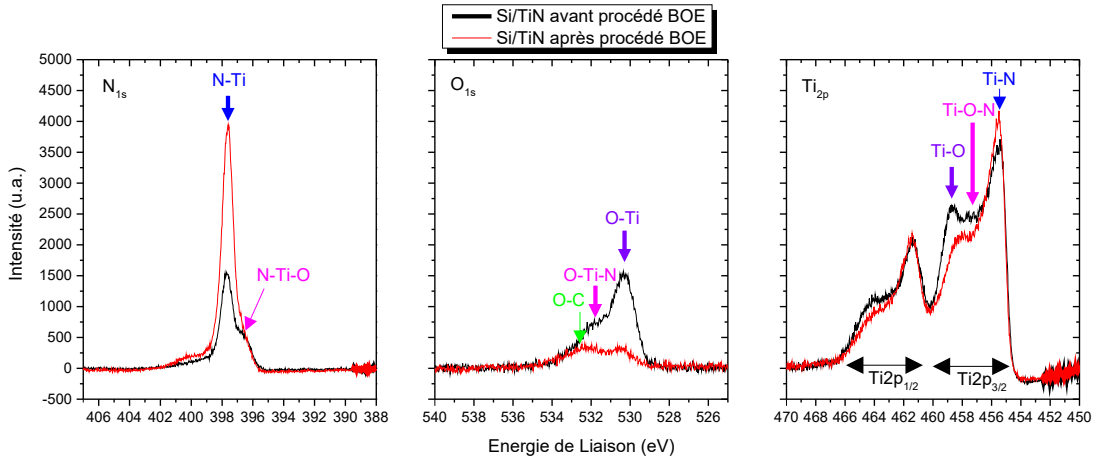 Si/TiN avant procédé BOE
Si/TiN après procédé BOE
Intensité (u.a.)
5000
4500
4000
3500
3000
2500
2000
1500
1000
500
0
-500
N1s
N-Ti
N-Ti-O
406 404 402 400 398 396 394 392 390 388
O1s
O-Ti
O-Ti-N
O-C
540 538 536 534 532 530 528 526
Ti2p
Ti-N
Ti-O-N
Ti-O
Ti2p1/2
Ti2p3/2
470 468 466 464 462 460 458 456 454 452 450
Energie de Liaison (eV)